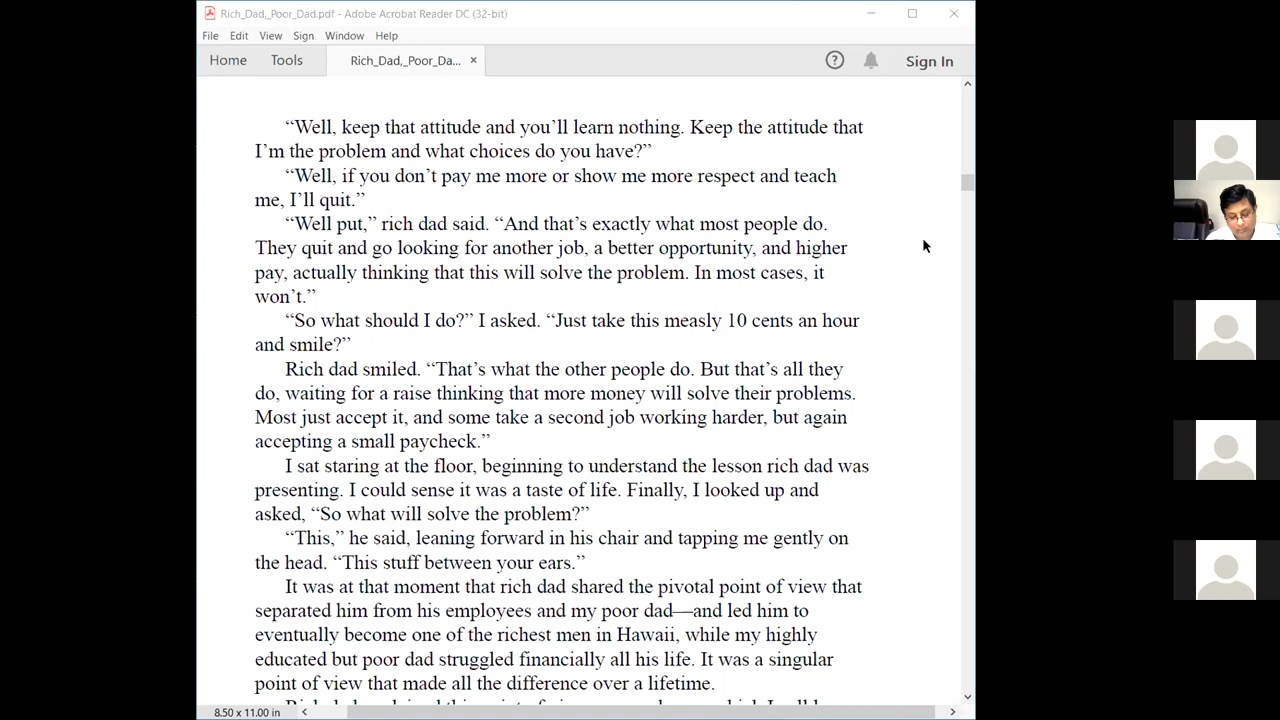 Rich_Dad,_Poor_Dad.pdf - Adobe Acrobat Reader DC (32-bit)
File Edit View Sign Window Help
Home Tools Rich_Dad,_Poor_Da... × Sign In
“Well, keep that attitude and you’ll learn nothing. Keep the attitude that
I’m the problem and what choices do you have?”
“Well, if you don’t pay me more or show me more respect and teach
me, I’ll quit.”
“Well put,” rich dad said. “And that’s exactly what most people do.
They quit and go looking for another job, a better opportunity, and higher
pay, actually thinking that this will solve the problem. In most cases, it
won’t.”
“So what should I do?” I asked. “Just take this measly 10 cents an hour
and smile?”
Rich dad smiled. “That’s what the other people do. But that’s all they
do, waiting for a raise thinking that more money will solve their problems.
Most just accept it, and some take a second job working harder, but again
accepting a small paycheck.”
I sat staring at the floor, beginning to understand the lesson rich dad was
presenting. I could sense it was a taste of life. Finally, I looked up and
asked, “So what will solve the problem?”
“This,” he said, leaning forward in his chair and tapping me gently on
the head. “This stuff between your ears.”
It was at that moment that rich dad shared the pivotal point of view that
separated him from his employees and my poor dad—and led him to
eventually become one of the richest men in Hawaii, while my highly
educated but poor dad struggled financially all his life. It was a singular
point of view that made all the difference over a lifetime.
8.50 x 11.00 in